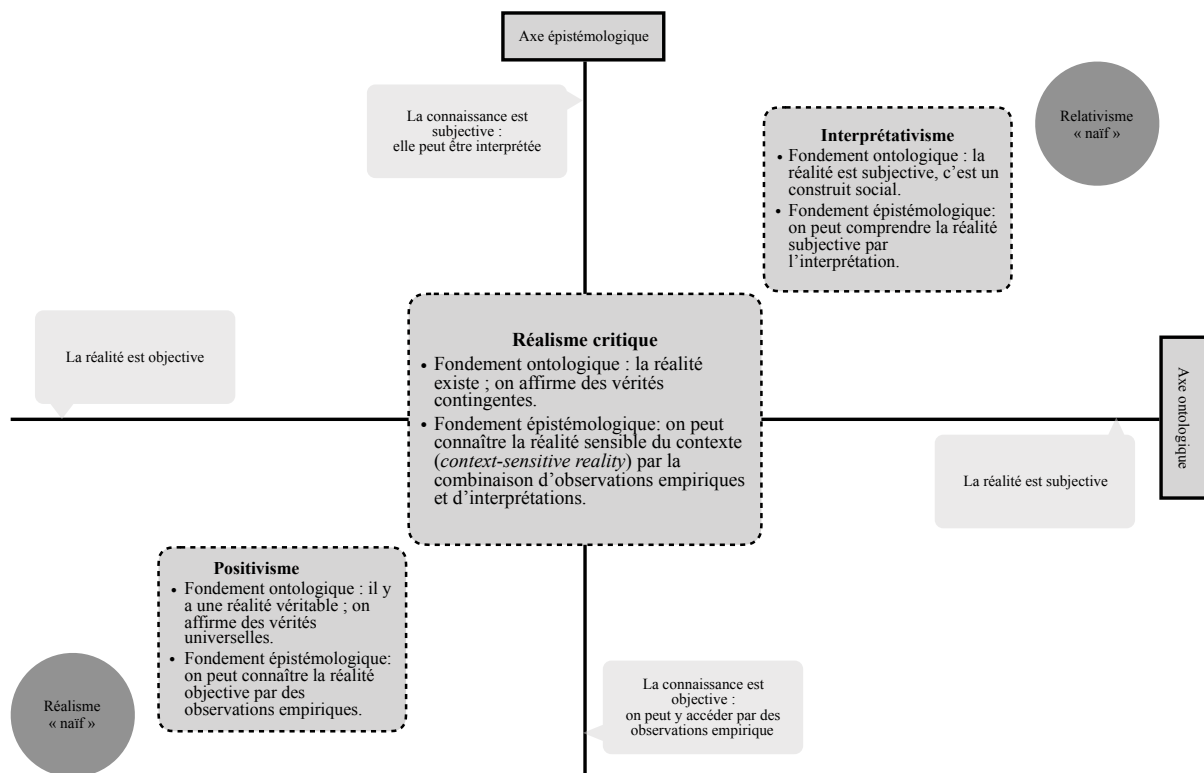 Axe épistémologique
La connaissance est
subjective :
elle peut être interprétée
Relativisme
« naïf »
Interprétativisme
• Fondement ontologique : la
réalité est subjective, c’est un
construit social.
• Fondement épistémologique:
on peut comprendre la réalité
subjective par
l’interprétation.
La réalité est objective
Réalisme critique
• Fondement ontologique : la réalité
existe ; on affirme des vérités
contingentes.
• Fondement épistémologique: on peut
connaître la réalité sensible du contexte
(context-sensitive reality) par la
combinaison d’observations empiriques
et d’interprétations.
Axe ontologique
La réalité est subjective
Positivisme
• Fondement ontologique : il y
a une réalité véritable ; on
affirme des vérités
universelles.
• Fondement épistémologique:
on peut connaître la réalité
objective par des
observations empiriques.
Réalisme
« naïf »
La connaissance est
objective :
on peut y accéder par des
observations empirique